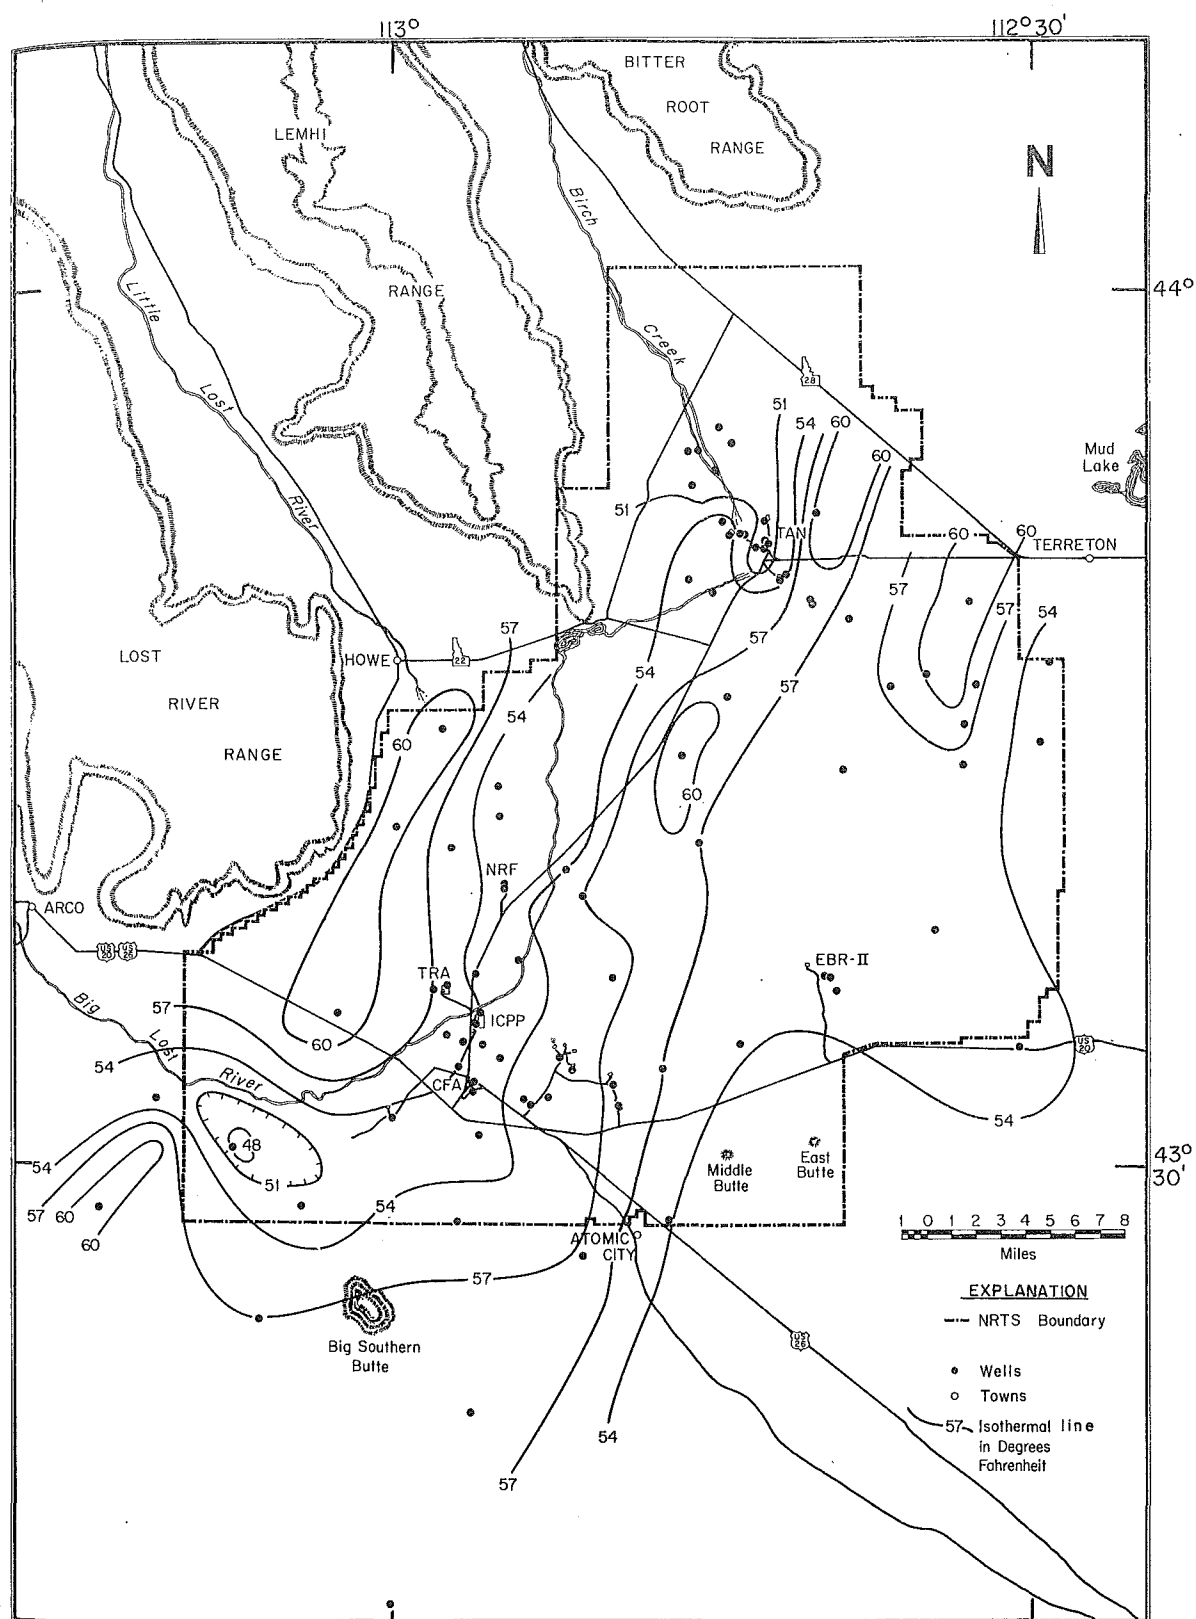 113°
112° 30'
BITTER
ROOT
RANGE
LEMHI
RANGE
N
Birch
Creek
44°
Little
Lost
River
28
51
54
60
60
Mud
Lake
51
TAN
60
60
TERRETON
57
57
54
57
HOWE
22
57
54
54
57
LOST
RIVER
RANGE
60
60
NRF
ARCO
US
20
US
26
TRA
EBR-II
Big
Lost
River
57
ICPP
60
54
CFA
US
20
54
48
51
54
Middle
Butte
East
Butte
43°
30'
57
60
60
54
1 0 1 2 3 4 5 6 7 8
Miles
ATOMIC
CITY
57
EXPLANATION
NRTS Boundary
Big Southern
Butte
US
26
Wells
Towns
57 Isothermal line
in Degrees
Fahrenheit
54
57